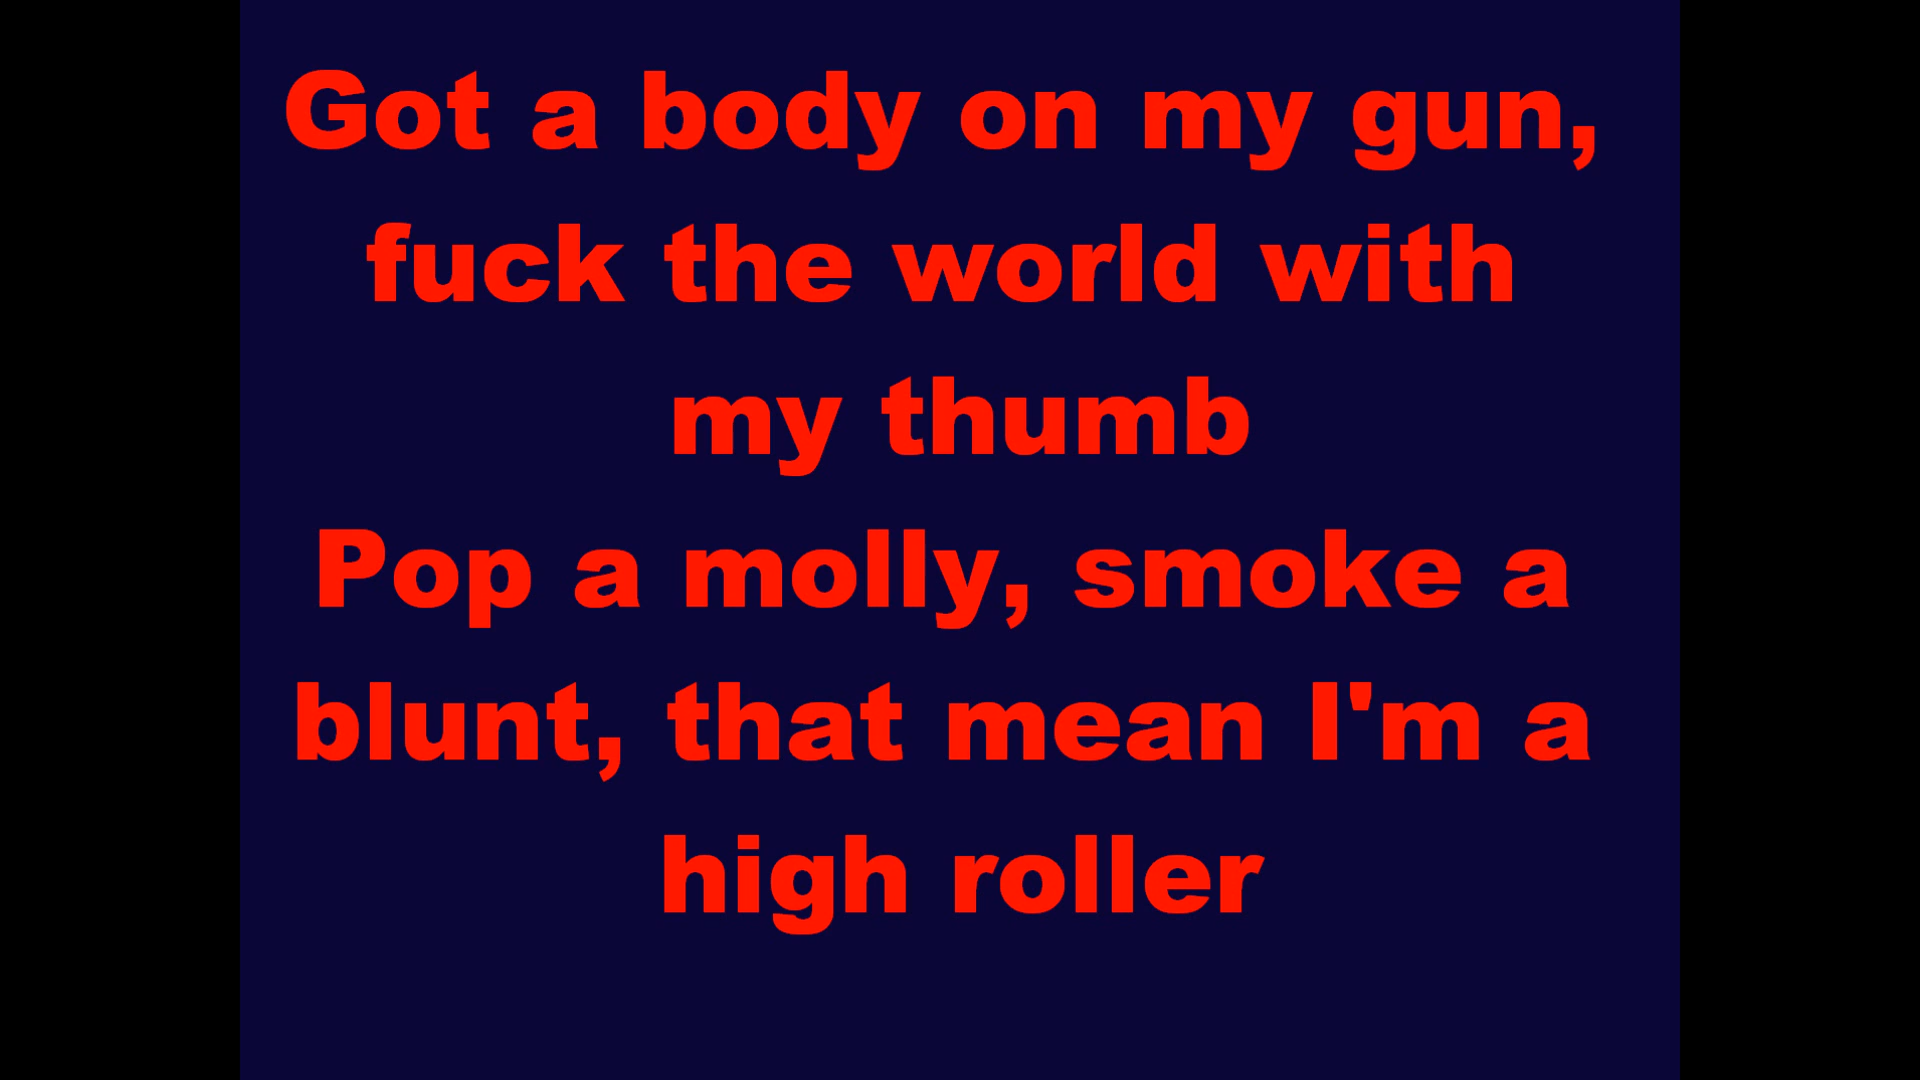 Got a body on my gun,
fuck the world with
my thumb
Pop a molly, smoke a
blunt, that mean I'm a
high roller